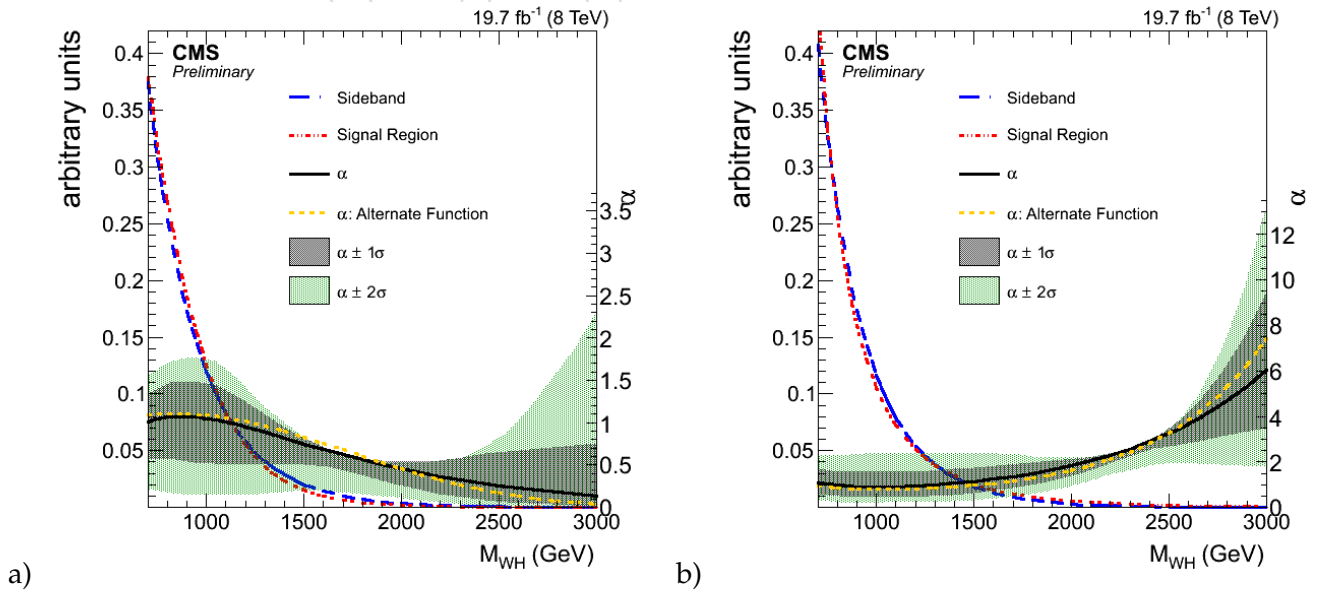 19.7 fb⁻¹ (8 TeV)
CMS
Preliminary
arbitrary units
0.4
0.35
0.3
0.25
0.2
0.15
0.1
0.05
Sideband
Signal Region
α
α: Alternate Function
α ± 1σ
α ± 2σ
α
3.5
3
2.5
2
1.5
1
0.5
0
1000 1500 2000 2500 3000
M_WH (GeV)
a)
19.7 fb⁻¹ (8 TeV)
CMS
Preliminary
arbitrary units
0.4
0.35
0.3
0.25
0.2
0.15
0.1
0.05
Sideband
Signal Region
α
α: Alternate Function
α ± 1σ
α ± 2σ
α
12
10
8
6
4
2
0
1000 1500 2000 2500 3000
M_WH (GeV)
b)